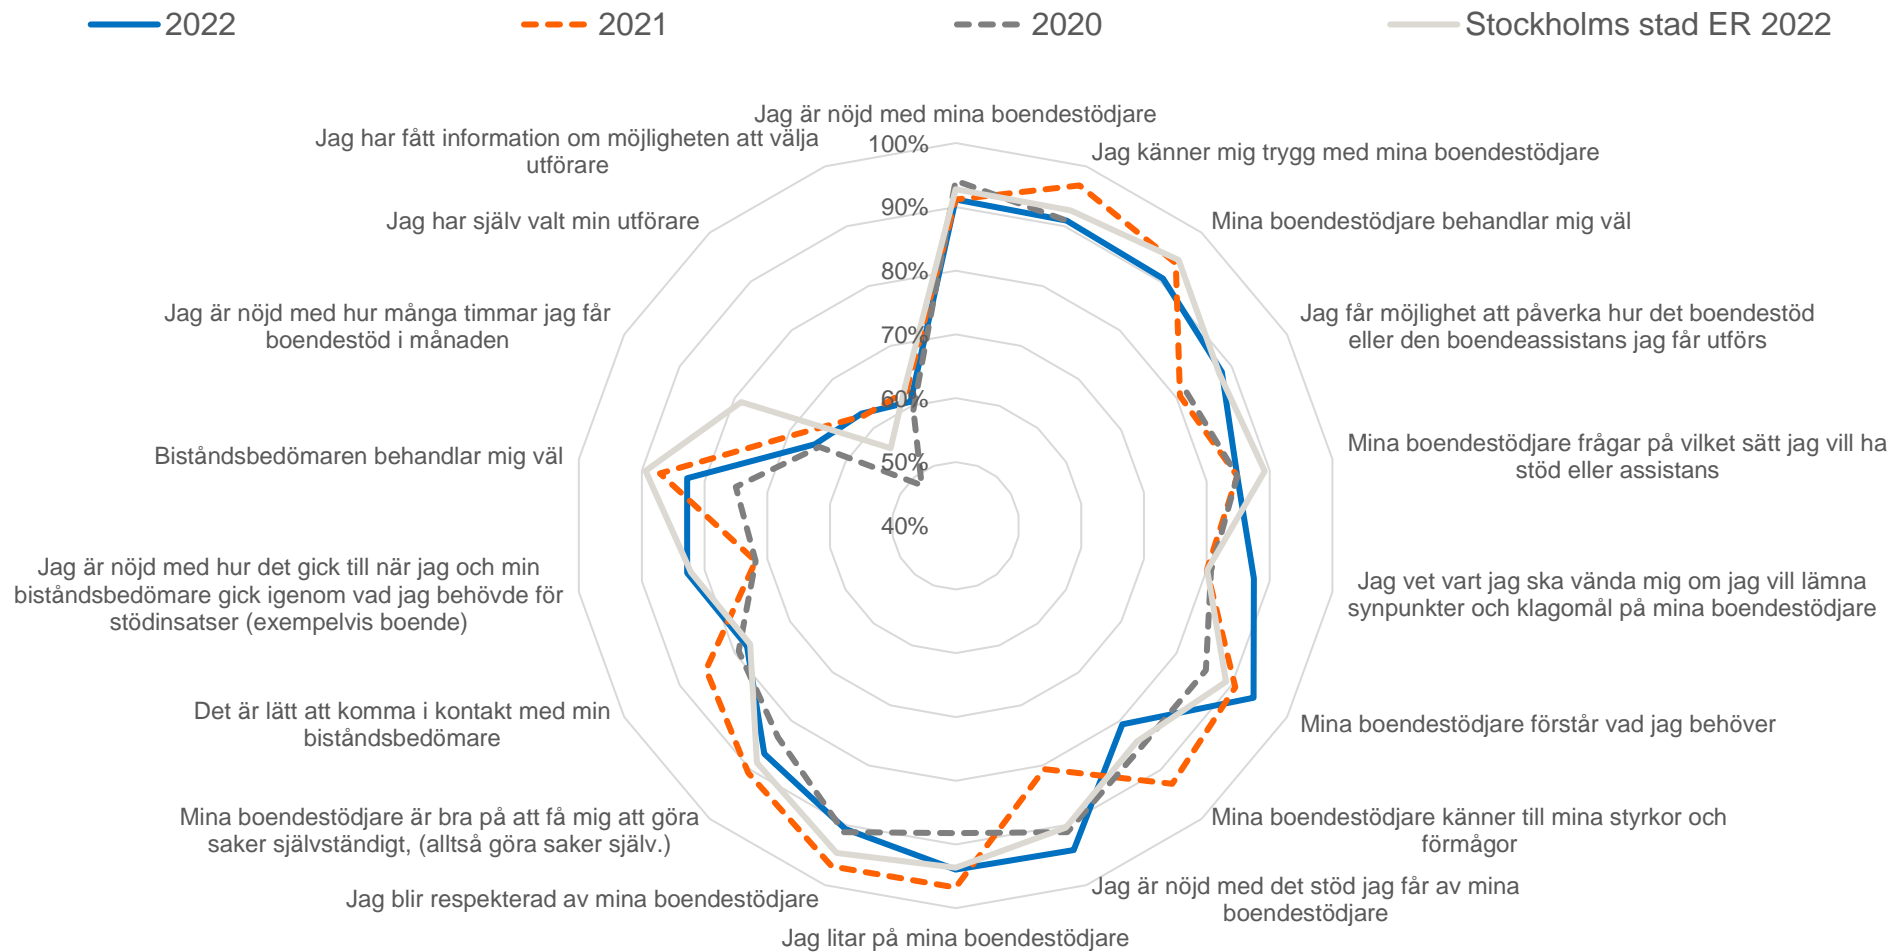 2022
2021
2020
Stockholms stad ER 2022
Jag är nöjd med mina boendestödjare
Jag känner mig trygg med mina boendestödjare
Mina boendestödjare behandlar mig väl
Jag får möjlighet att påverka hur det boendestöd
eller den boendeassistans jag får utförs
Mina boendestödjare frågar på vilket sätt jag vill ha
stöd eller assistans
Jag vet vart jag ska vända mig om jag vill lämna
synpunkter och klagomål på mina boendestödjare
Mina boendestödjare förstår vad jag behöver
Mina boendestödjare känner till mina styrkor och
förmågor
Jag är nöjd med det stöd jag får av mina
boendestödjare
Jag litar på mina boendestödjare
Jag blir respekterad av mina boendestödjare
Mina boendestödjare är bra på att få mig att göra
saker självständigt, (alltså göra saker själv.)
Det är lätt att komma i kontakt med min
biståndsbedömare
Jag är nöjd med hur det gick till när jag och min
biståndsbedömare gick igenom vad jag behövde för
stödinsatser (exempelvis boende)
Biståndsbedömaren behandlar mig väl
Jag är nöjd med hur många timmar jag får
boendestöd i månaden
Jag har själv valt min utförare
Jag har fått information om möjligheten att välja
utförare
100%
90%
80%
70%
60%
50%
40%